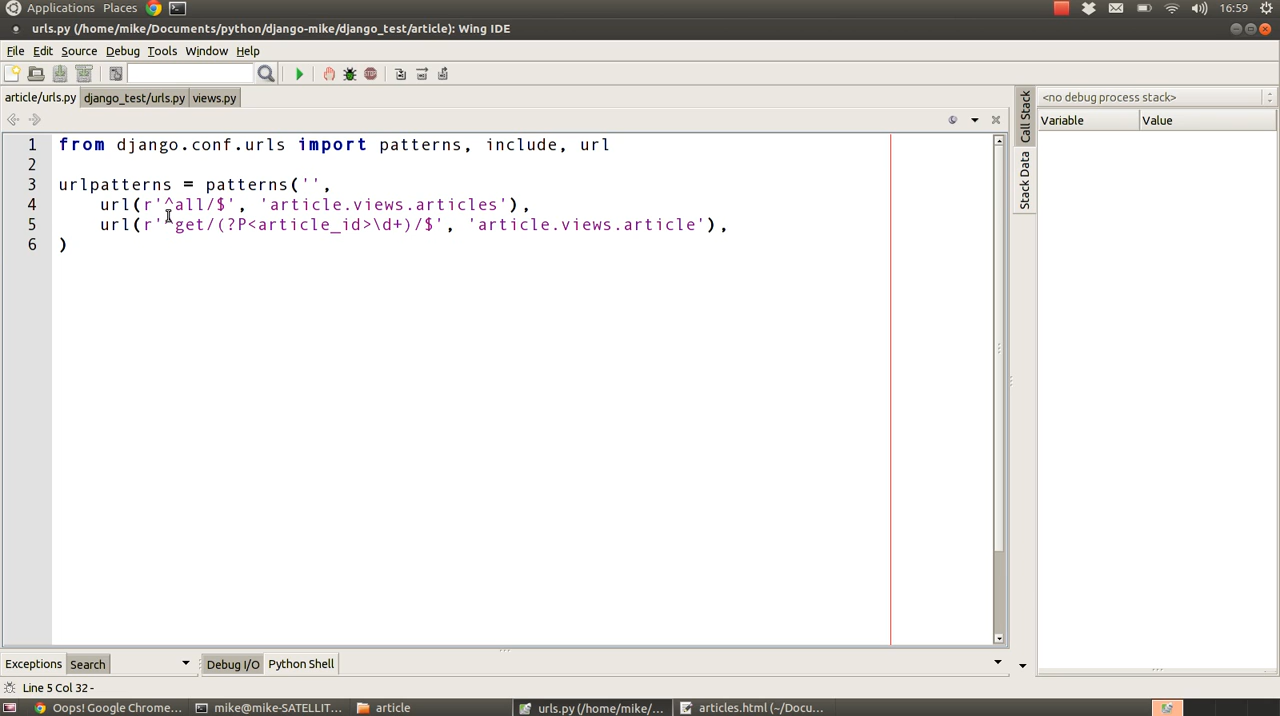 Applications Places 16:59
urls.py (/home/mike/Documents/python/django-mike/django_test/article): Wing IDE
File Edit Source Debug Tools Window Help
article/urls.py django_test/urls.py views.py
<no debug process stack>
Variable Value
Call Stack
Stack Data
1 from django.conf.urls import patterns, include, url
2
3 urlpatterns = patterns('',
4 url(r'^all/$', 'article.views.articles'),
5 url(r'^get/(?P<article_id>\d+)/$', 'article.views.article'),
6 )
Exceptions Search Debug I/O Python Shell
Line 5 Col 32 -
Oops! Google Chrome... mike@mike-SATELLIT... article urls.py (/home/mike/... articles.html (~/Docu...